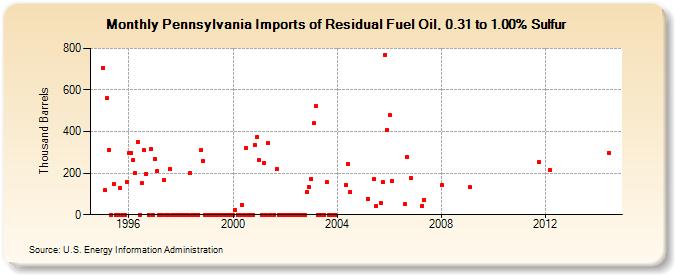 Monthly Pennsylvania Imports of Residual Fuel Oil, 0.31 to 1.00% Sulfur
Thousand Barrels
800
600
400
200
0
1996 2000 2004 2008 2012
Source: U.S. Energy Information Administration